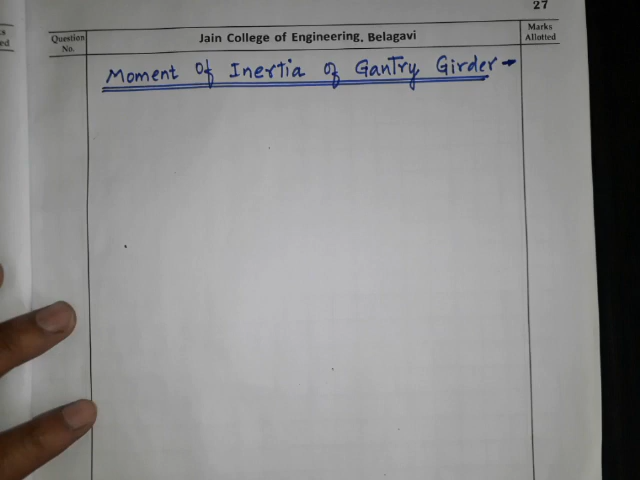 27
Question No.
Jain College of Engineering, Belagavi
Marks Allotted
Moment Of Inertia Of Gantry Girder →